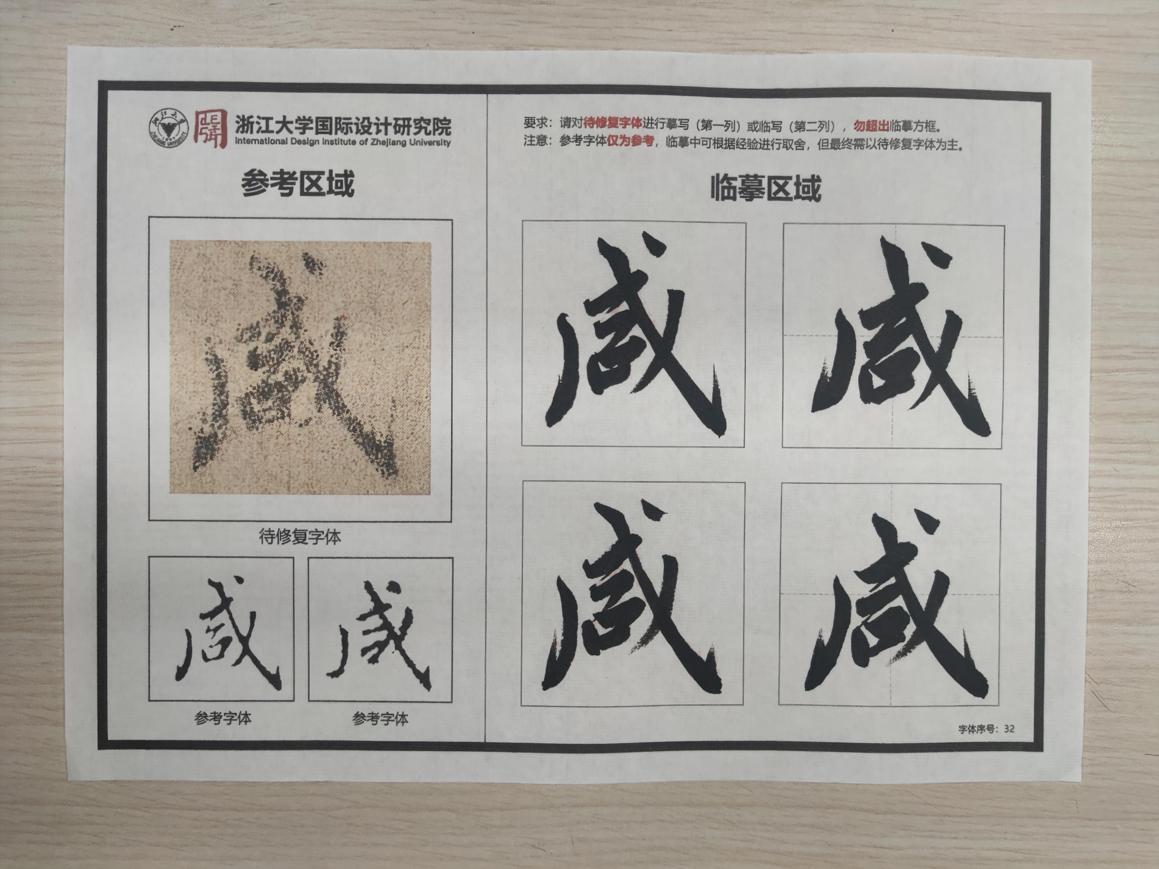 浙江大学国际设计研究院
International Design Institute of Zhejiang University
参考区域
待修复字体
参考字体
参考字体
要求：请对待修复字体进行摹写（第一列）或临写（第二列），勿超出临摹方框。
注意：参考字体仅为参考，临摹中可根据经验进行取舍，但最终需以待修复字体为主。
临摹区域
咸
咸
咸
咸
咸
咸
咸
字体序号：32